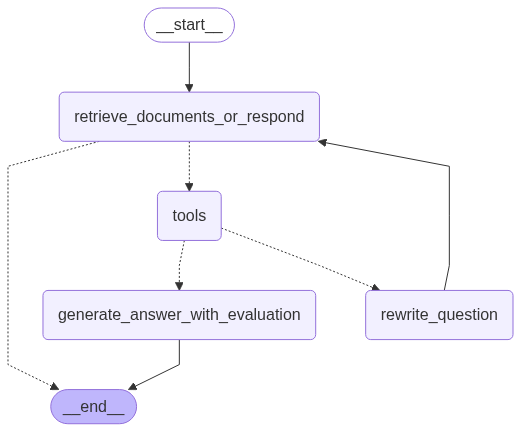 __start__
retrieve_documents_or_respond
tools
generate_answer_with_evaluation
rewrite_question
__end__